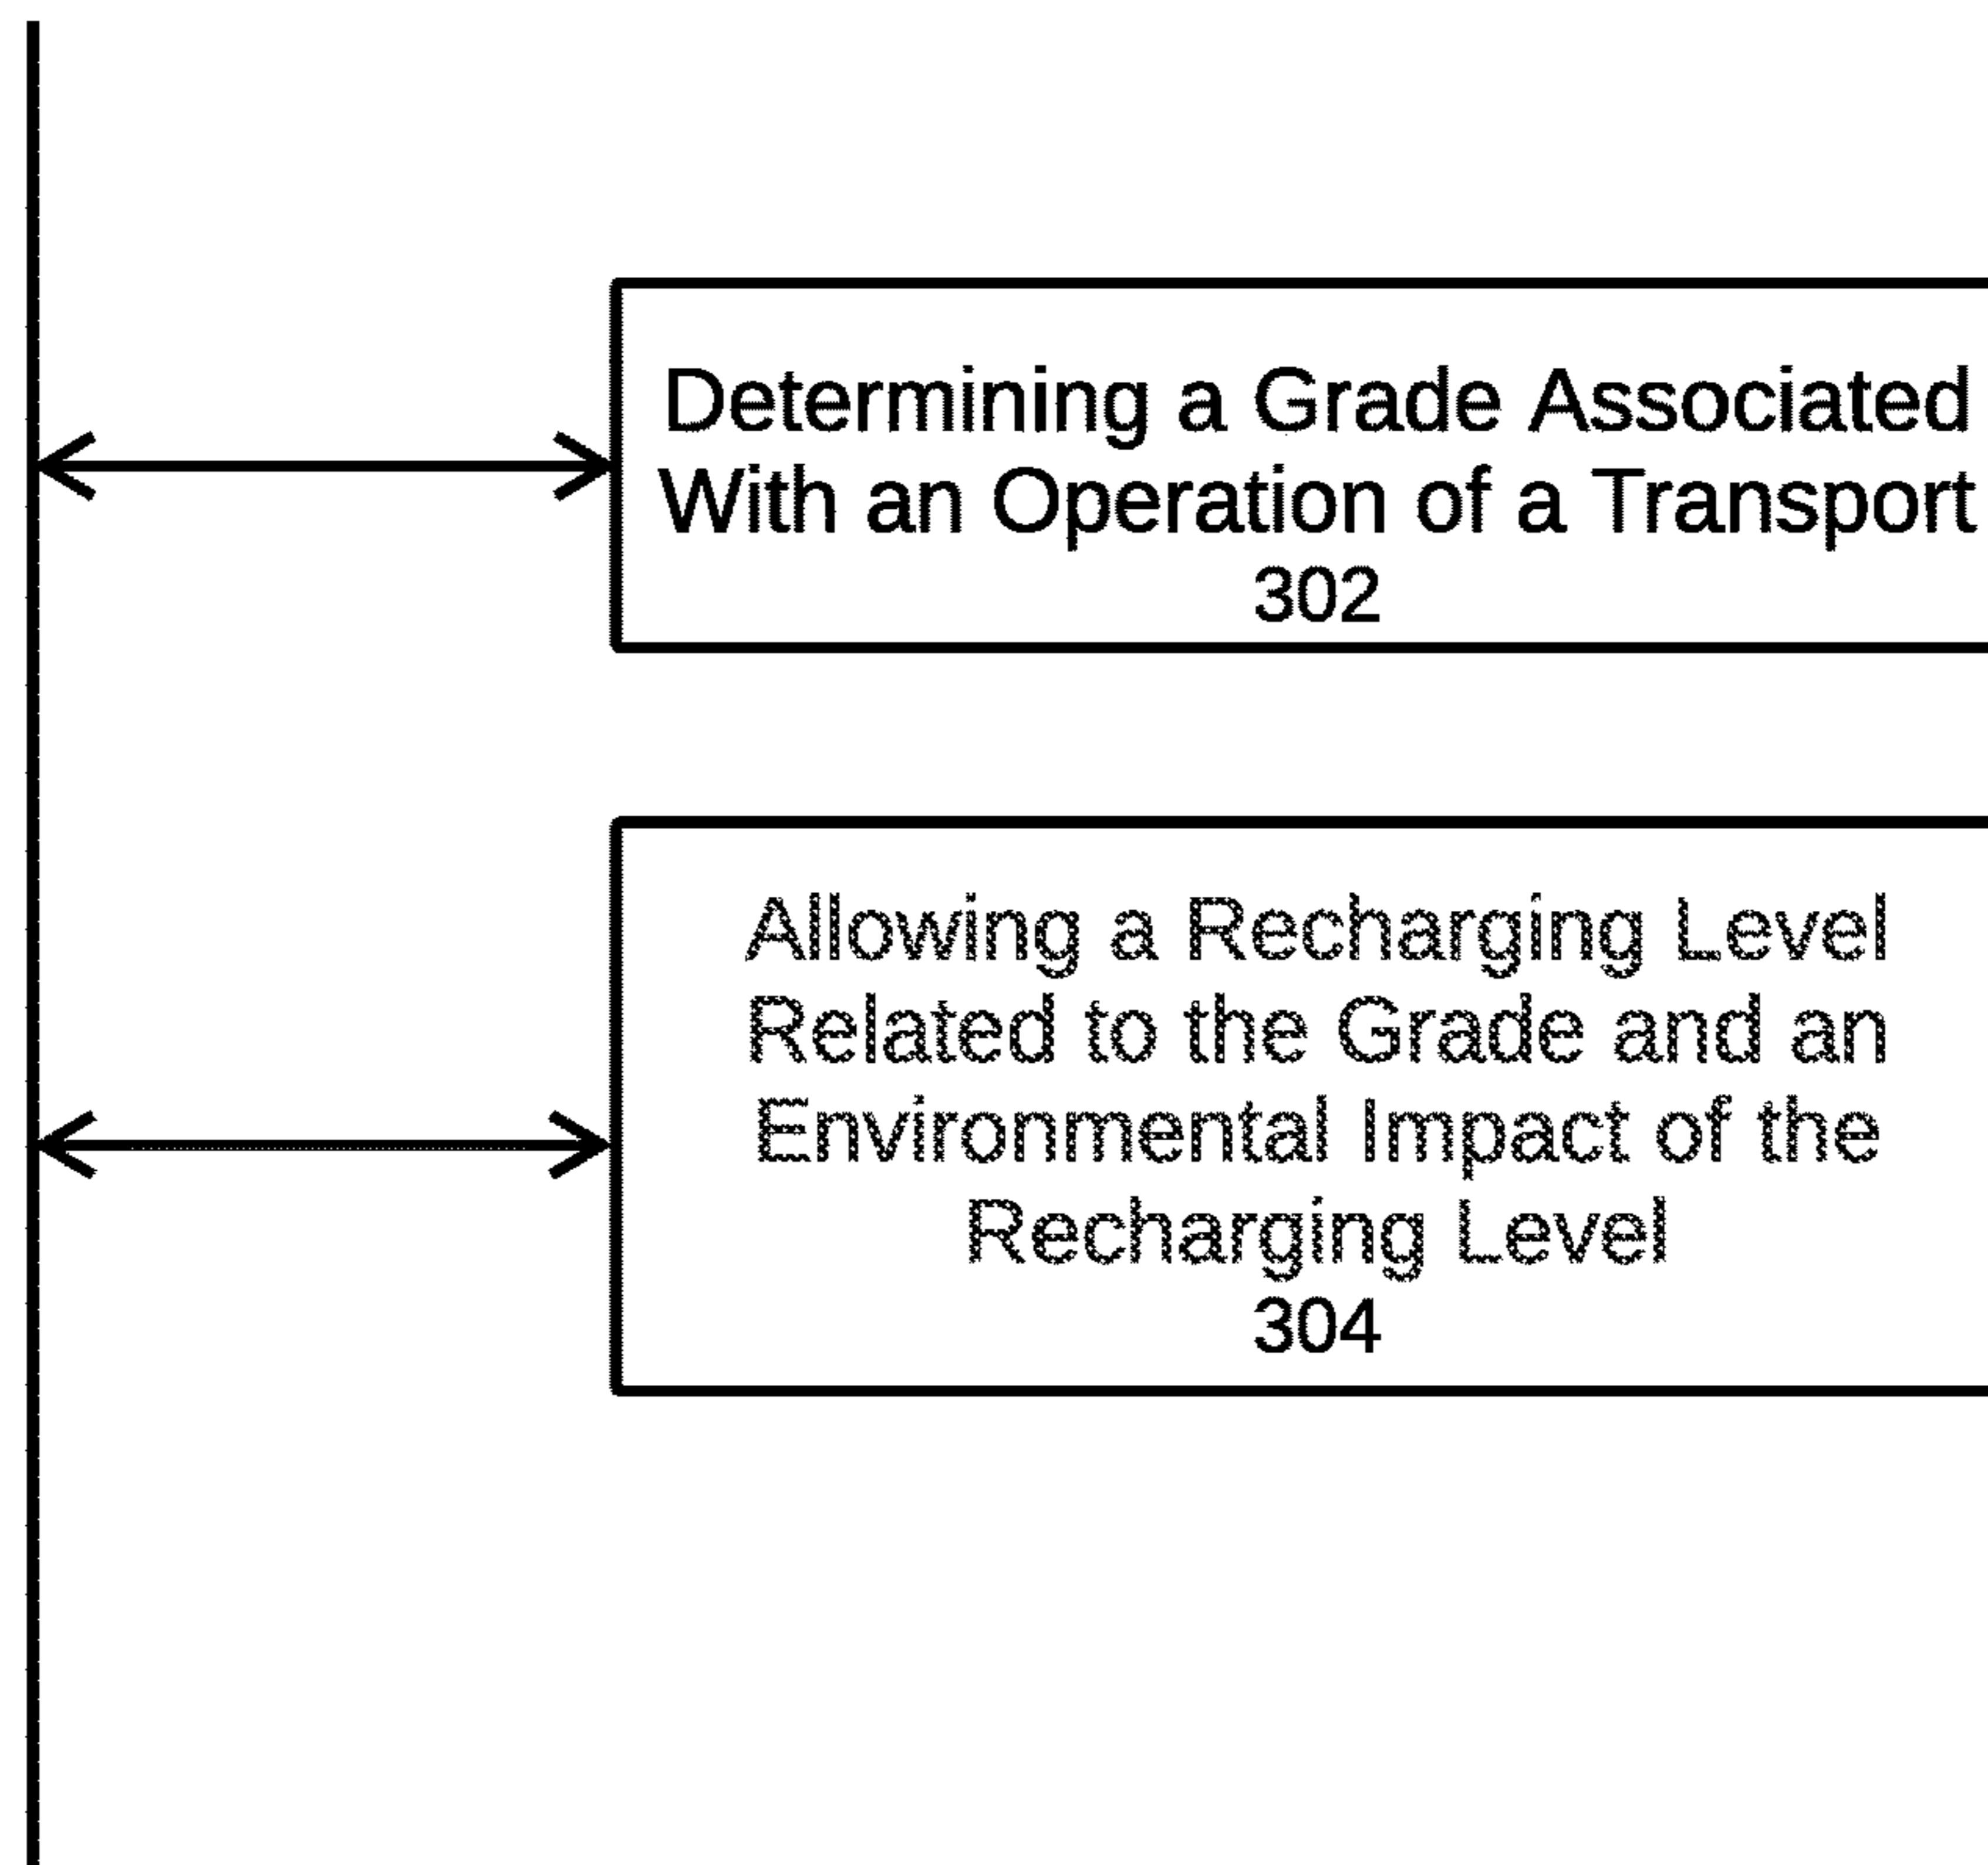 Determining a Grade Associated
With an Operation of a Transport
302
Allowing a Recharging Level
Related to the Grade and an
Environmental Impact of the
Recharging Level
304